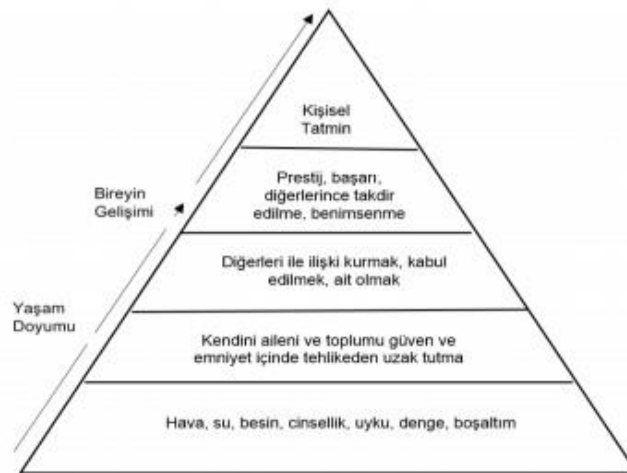 Kişisel
Tatmin
Prestij, başarı,
diğerlerince takdir
edilme, benimsenme
Bireyin
Gelişimi
Diğerleri ile ilişki kurmak, kabul
edilmek, ait olmak
Yaşam
Doyumu
Kendini aileni ve toplumu güven ve
emniyet içinde tehlikeden uzak tutma
Hava, su, besin, cinsellik, uyku, denge, boşaltım